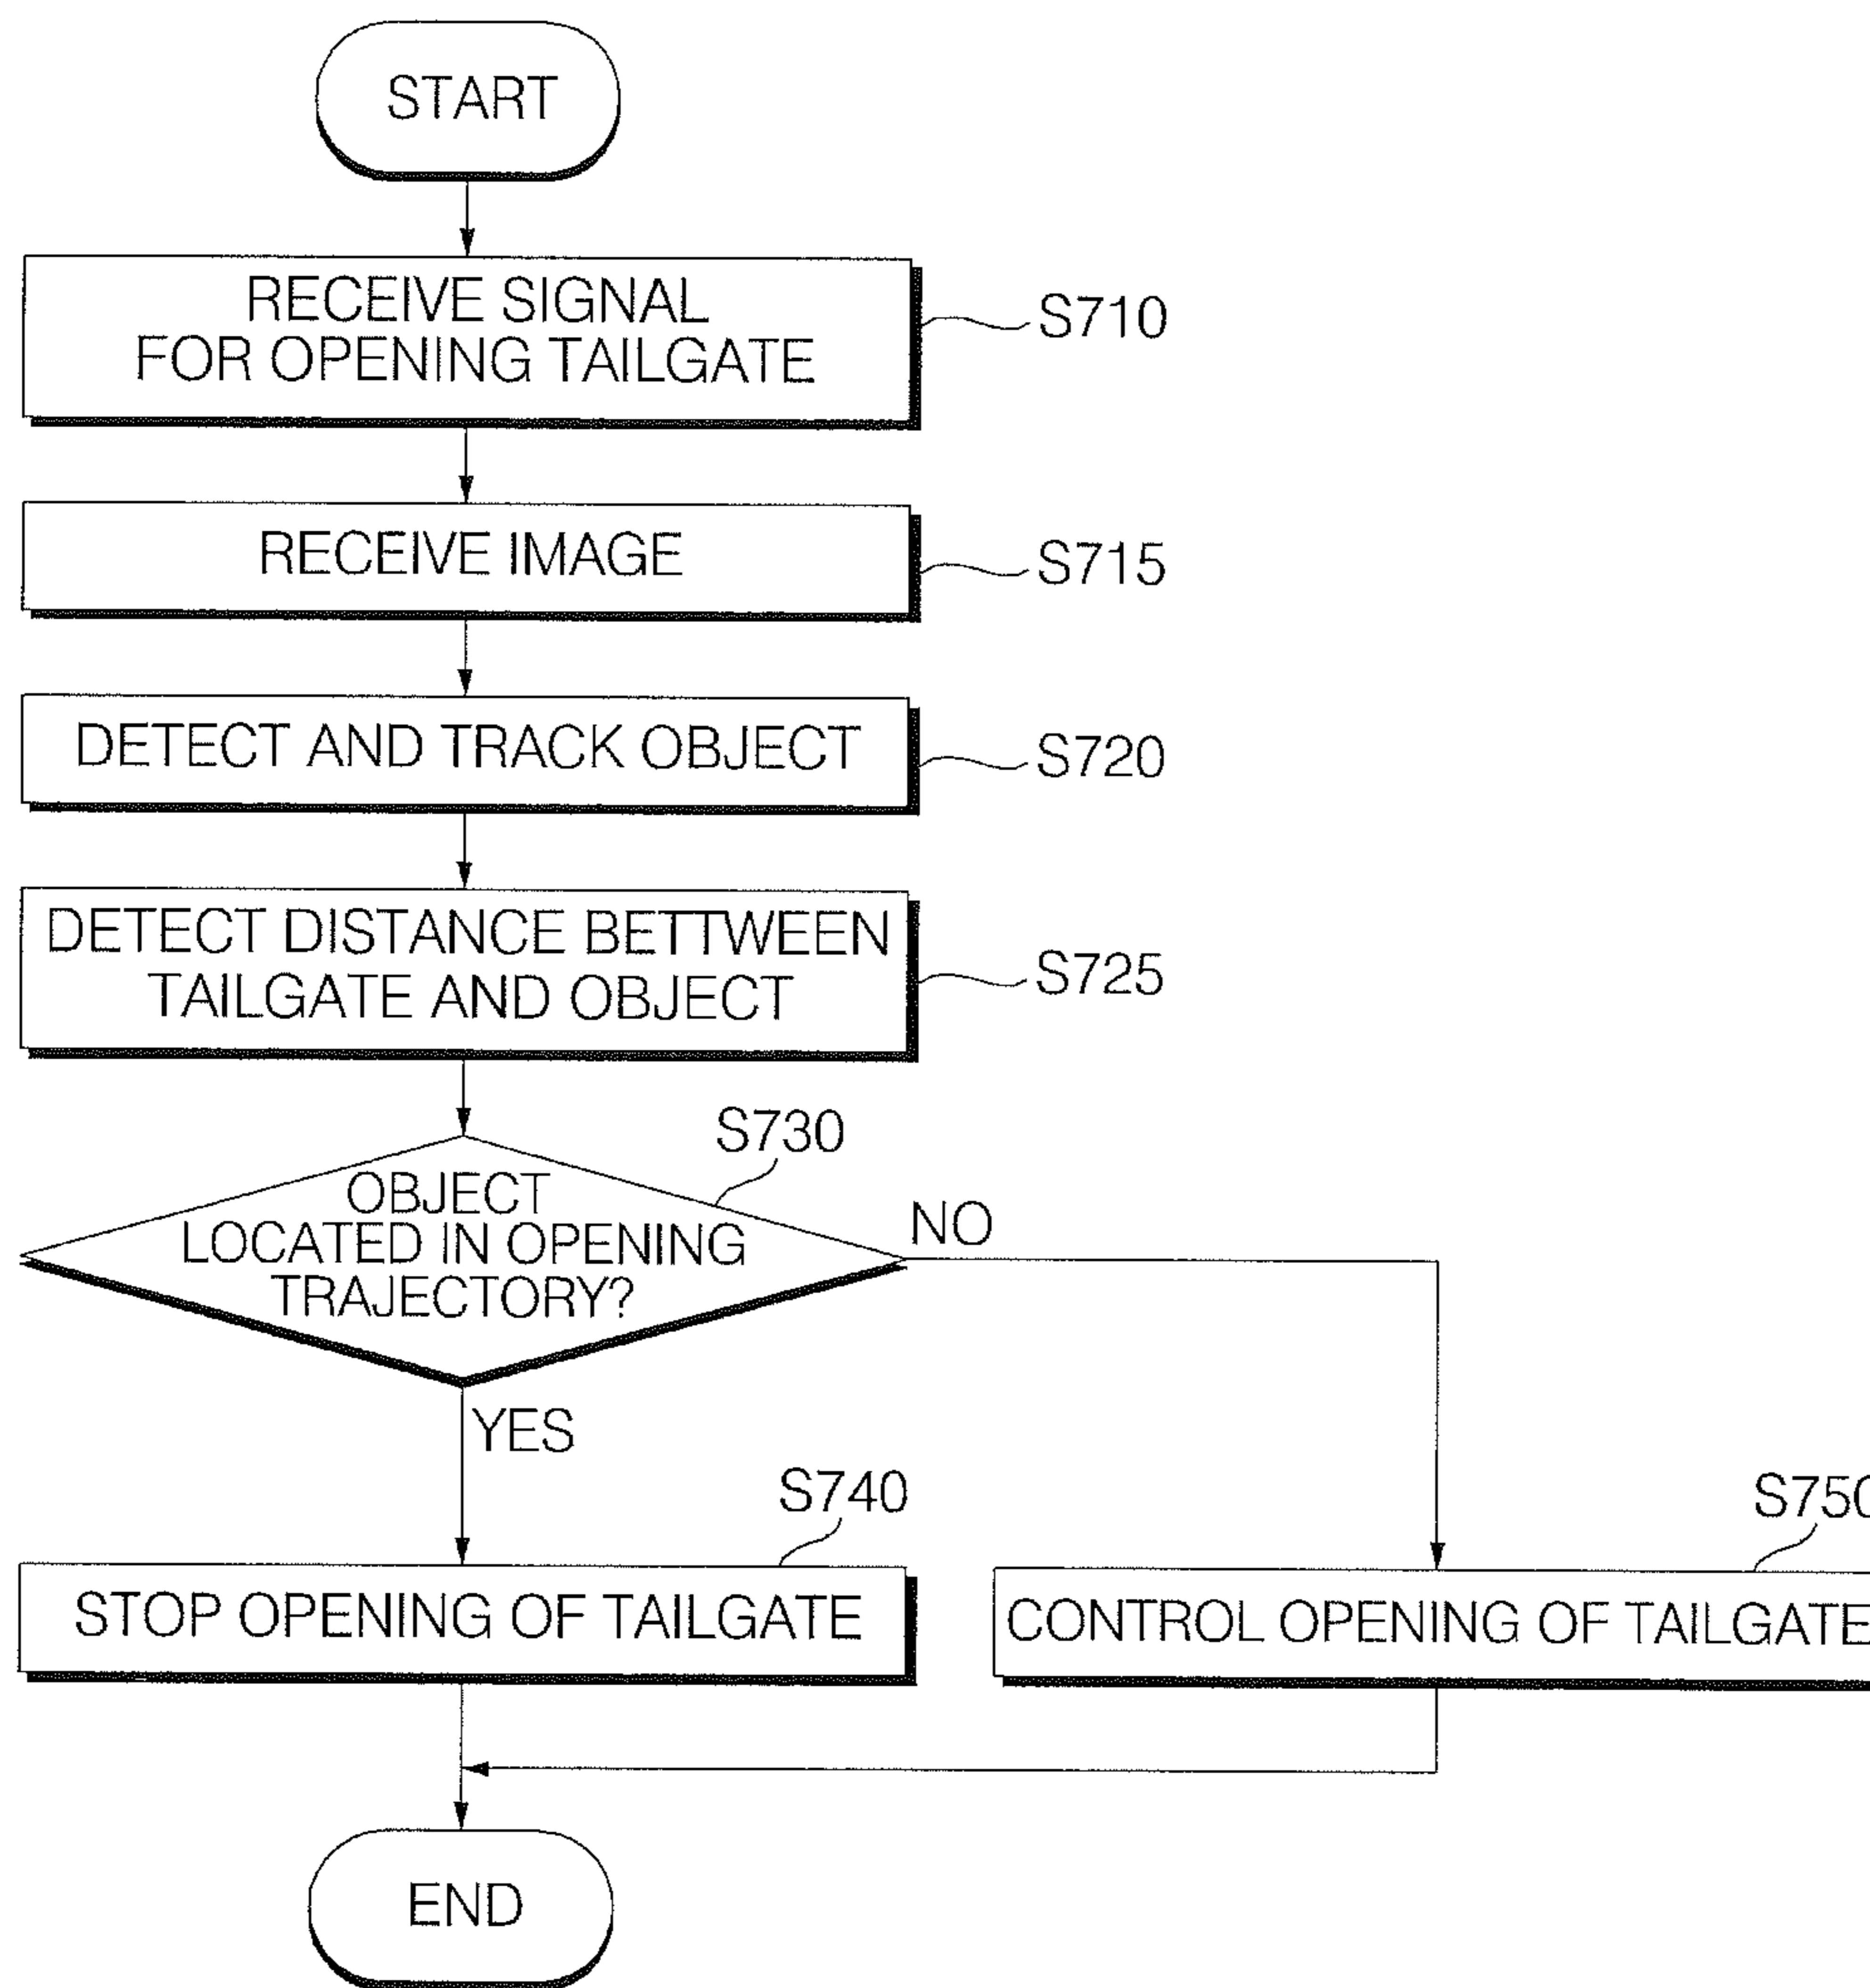 START
RECEIVE SIGNAL
FOR OPENING TAILGATE
S710
RECEIVE IMAGE
S715
DETECT AND TRACK OBJECT
S720
DETECT DISTANCE BETTWEEN
TAILGATE AND OBJECT
S725
S730
OBJECT
LOCATED IN OPENING
TRAJECTORY?
NO
YES
S740
STOP OPENING OF TAILGATE
S750
CONTROL OPENING OF TAILGATE
END